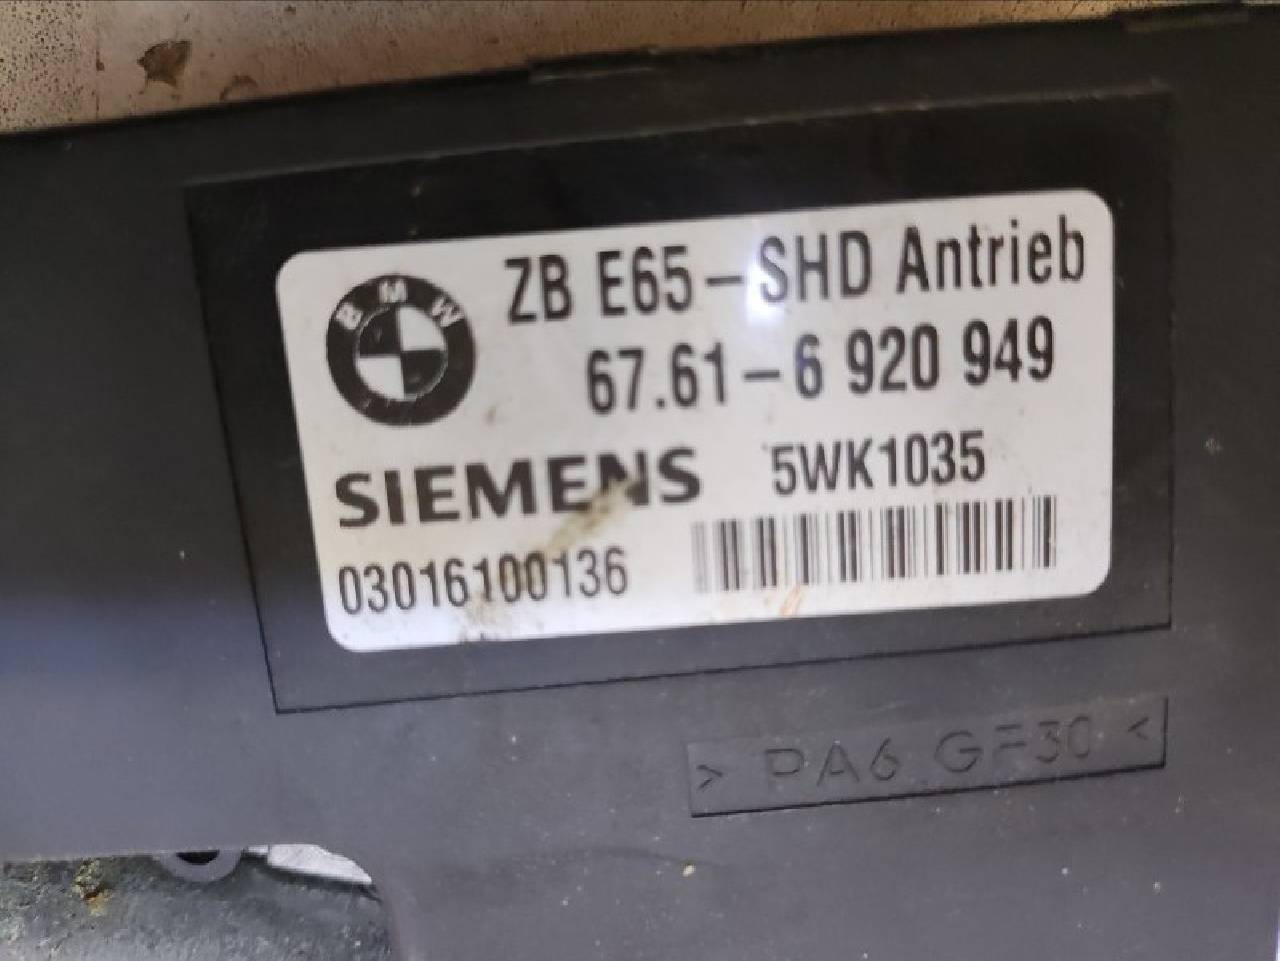 BMW
ZB E65-SHD Antrieb
67.61-6 920 949
SIEMENS 5WK1035
03016100136
> PA6 GF30 <